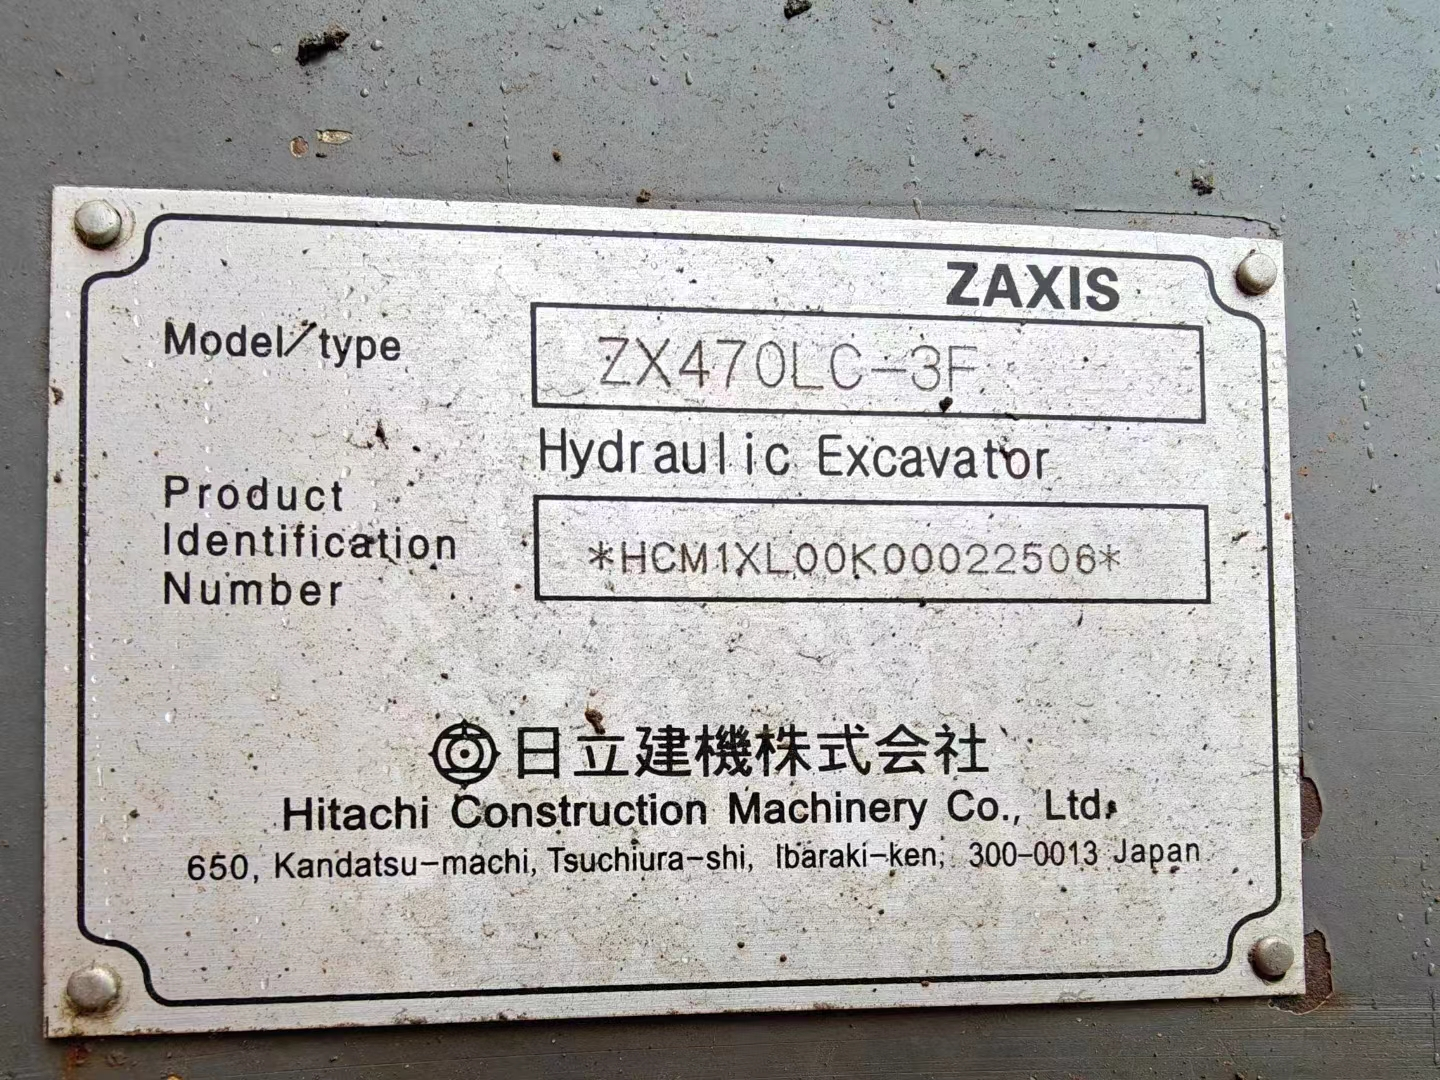 ZAXIS
Model/type ZX470LC-3F
Hydraulic Excavator
Product
Identification
Number
*HCM1XL00K00022506*
日立建機株式会社
Hitachi Construction Machinery Co., Ltd.
650, Kandatsu-machi, Tsuchiura-shi, Ibaraki-ken, 300-0013 Japan